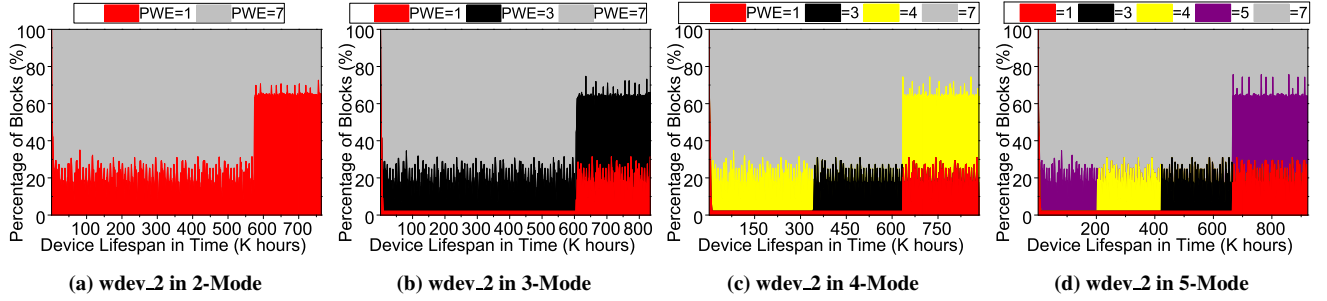 PWE=1 PWE=7
Percentage of Blocks (%)
100
80
60
40
20
0
100 200 300 400 500 600 700
Device Lifespan in Time (K hours)
(a) wdev_2 in 2-Mode
PWE=1 PWE=3 PWE=7
Percentage of Blocks (%)
100
80
60
40
20
0
100 200 300 400 500 600 700 800
Device Lifespan in Time (K hours)
(b) wdev_2 in 3-Mode
PWE=1 =3 =4 =7
Percentage of Blocks (%)
100
80
60
40
20
0
150 300 450 600 750
Device Lifespan in Time (K hours)
(c) wdev_2 in 4-Mode
=1 =3 =4 =5 =7
Percentage of Blocks (%)
100
80
60
40
20
0
200 400 600 800
Device Lifespan in Time (K hours)
(d) wdev_2 in 5-Mode